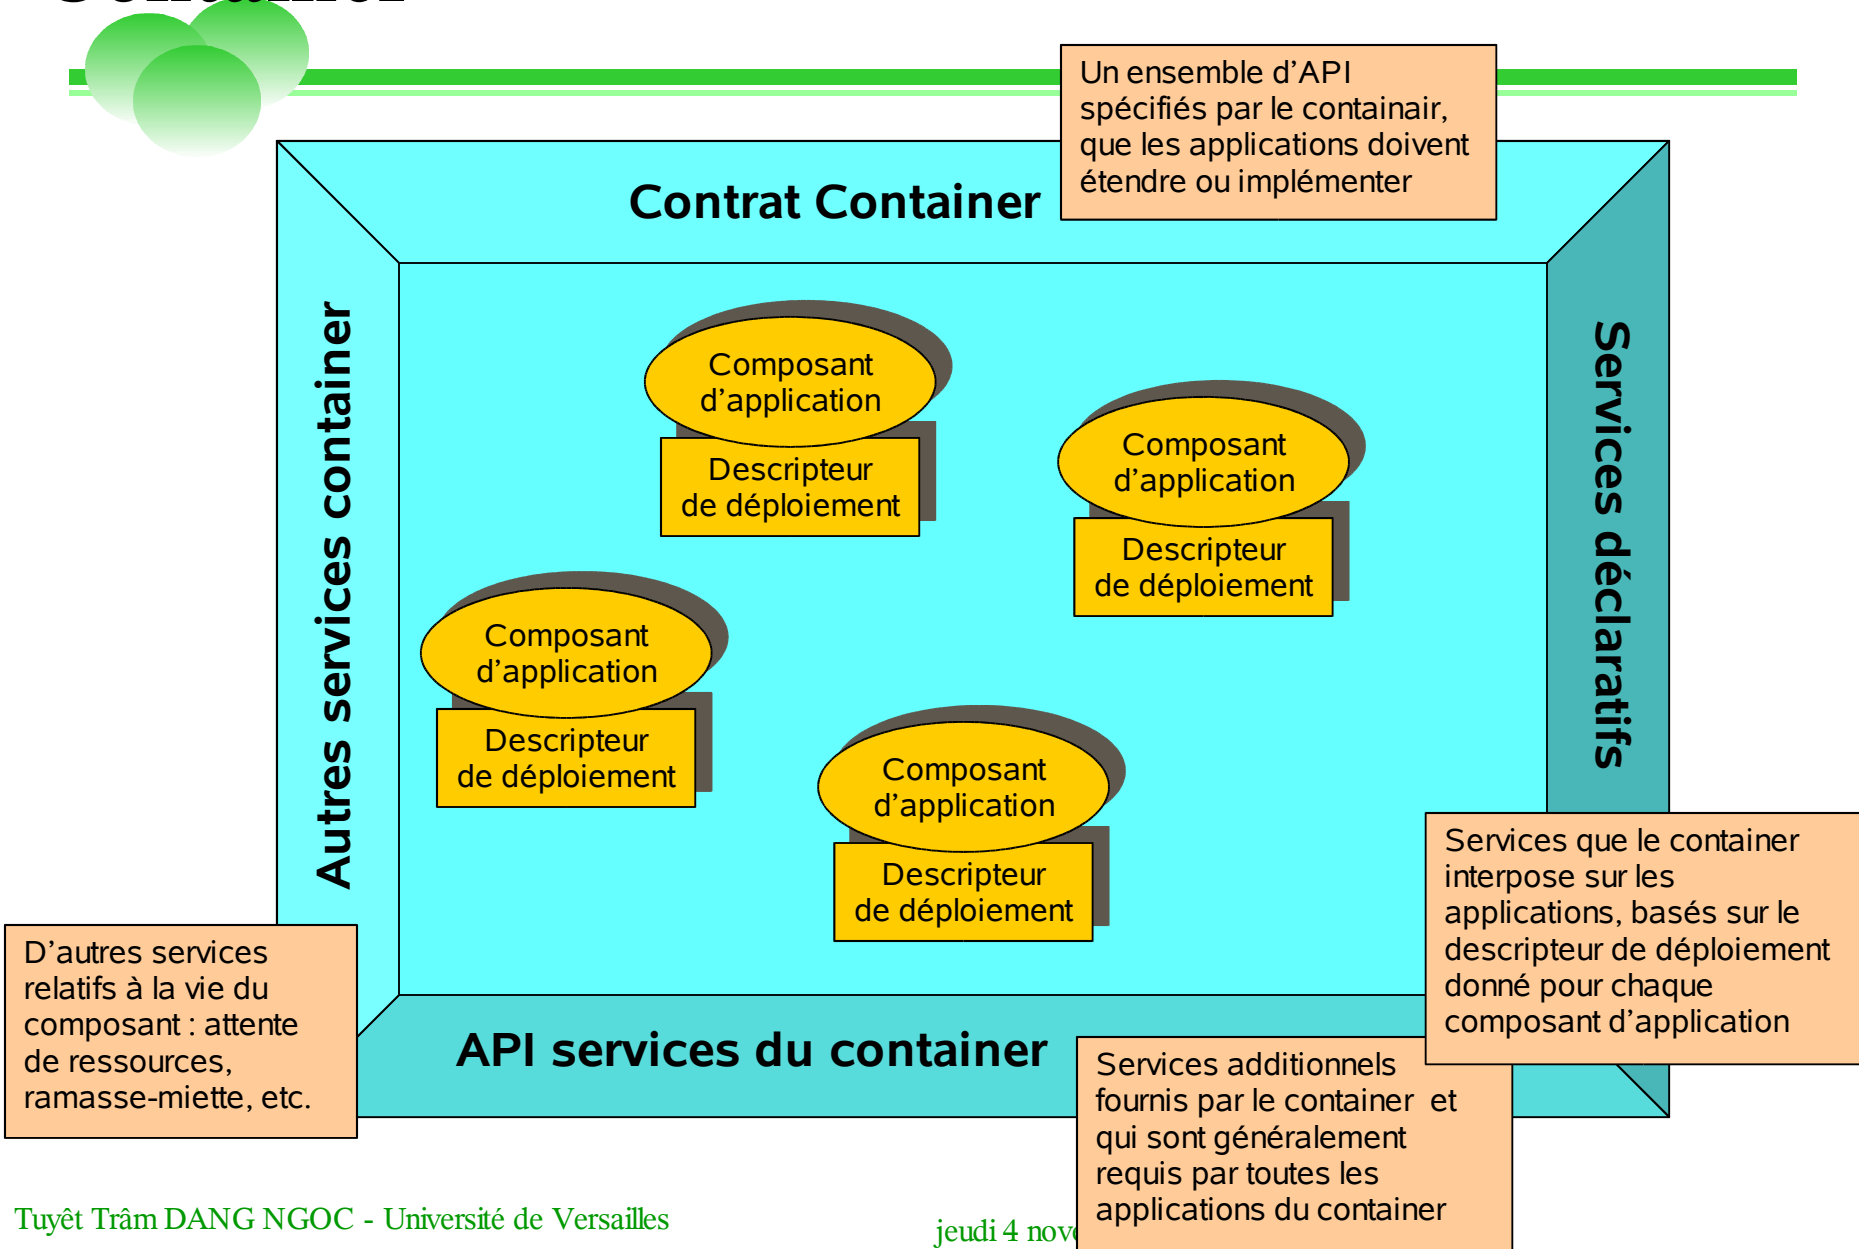 Container
Un ensemble d'API
spécifiés par le containair,
que les applications doivent
étendre ou implémenter
Contrat Container
Autres services container
Services déclaratifs
Composant
d'application
Descripteur
de déploiement
Composant
d'application
Descripteur
de déploiement
Composant
d'application
Descripteur
de déploiement
Composant
d'application
Descripteur
de déploiement
Services que le container
interpose sur les
applications, basés sur le
descripteur de déploiement
donné pour chaque
composant d'application
D'autres services
relatifs à la vie du
composant : attente
de ressources,
ramasse-miette, etc.
API services du container
Services additionnels
fournis par le container et
qui sont généralement
requis par toutes les
applications du container
Tuyêt Trâm DANG NGOC - Université de Versailles
jeudi 4 nov